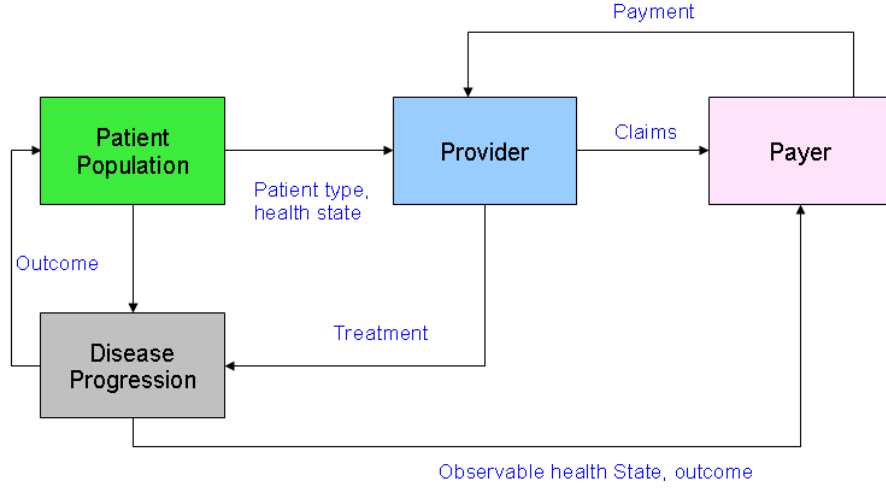 Payment
Patient
Population
Provider
Claims
Payer
Patient type,
health state
Outcome
Treatment
Disease
Progression
Observable health State, outcome